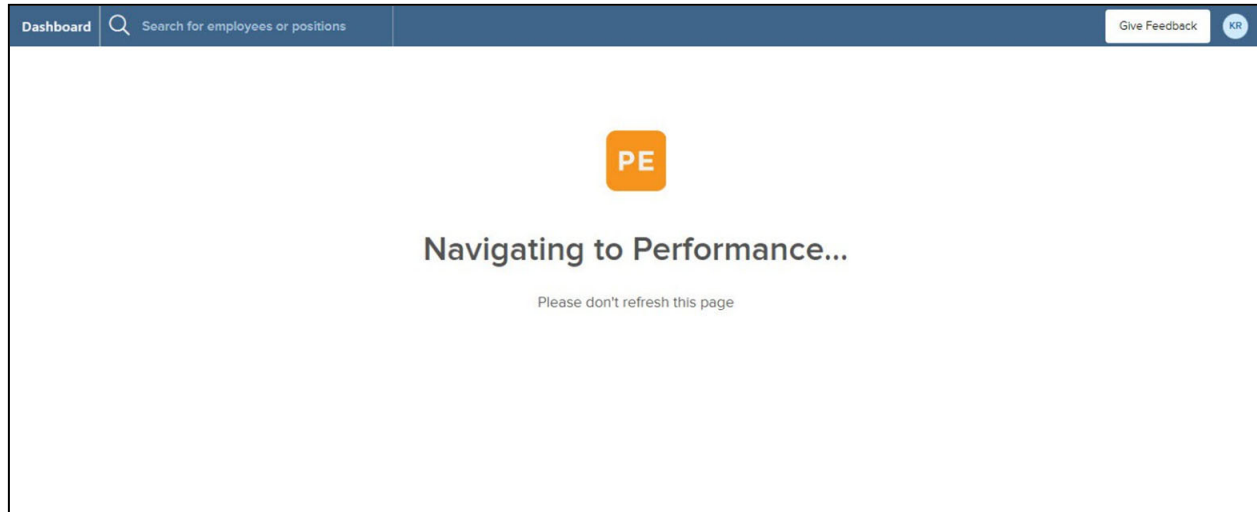 Dashboard Search for employees or positions Give Feedback KR
PE
Navigating to Performance...
Please don't refresh this page